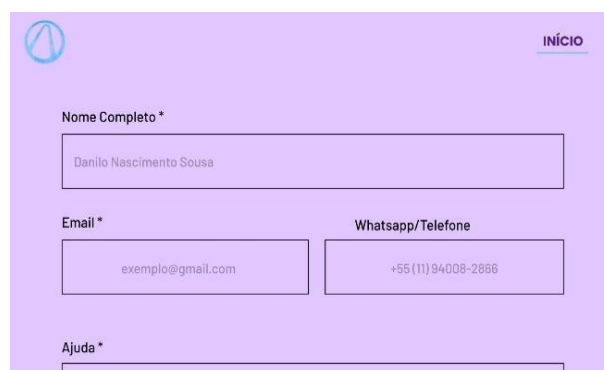 INÍCIO
Nome Completo *
Danilo Nascimento Sousa
Email *
Whatsapp/Telefone
exemplo@gmail.com
+55 (11) 94008-2866
Ajuda *